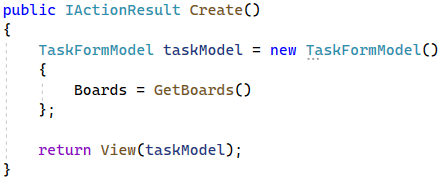 public IActionResult Create()
{
    TaskFormModel taskModel = new TaskFormModel()
    {
        Boards = GetBoards()
    };

    return View(taskModel);
}